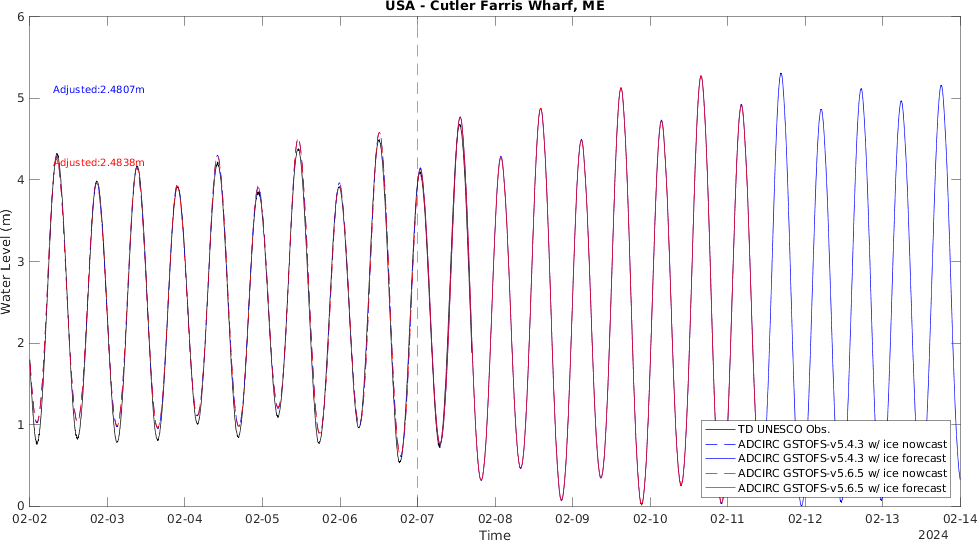 USA - Cutler Farris Wharf, ME
6
5
4
3
2
1
0
Water Level (m)
Adjusted:2.4807m
Adjusted:2.4838m
TD UNESCO Obs.
ADCIRC GSTOFS-v5.4.3 w/ ice nowcast
ADCIRC GSTOFS-v5.4.3 w/ ice forecast
ADCIRC GSTOFS-v5.6.5 w/ ice nowcast
ADCIRC GSTOFS-v5.6.5 w/ ice forecast
02-02 02-03 02-04 02-05 02-06 02-07 02-08 02-09 02-10 02-11 02-12 02-13 02-14
Time
2024